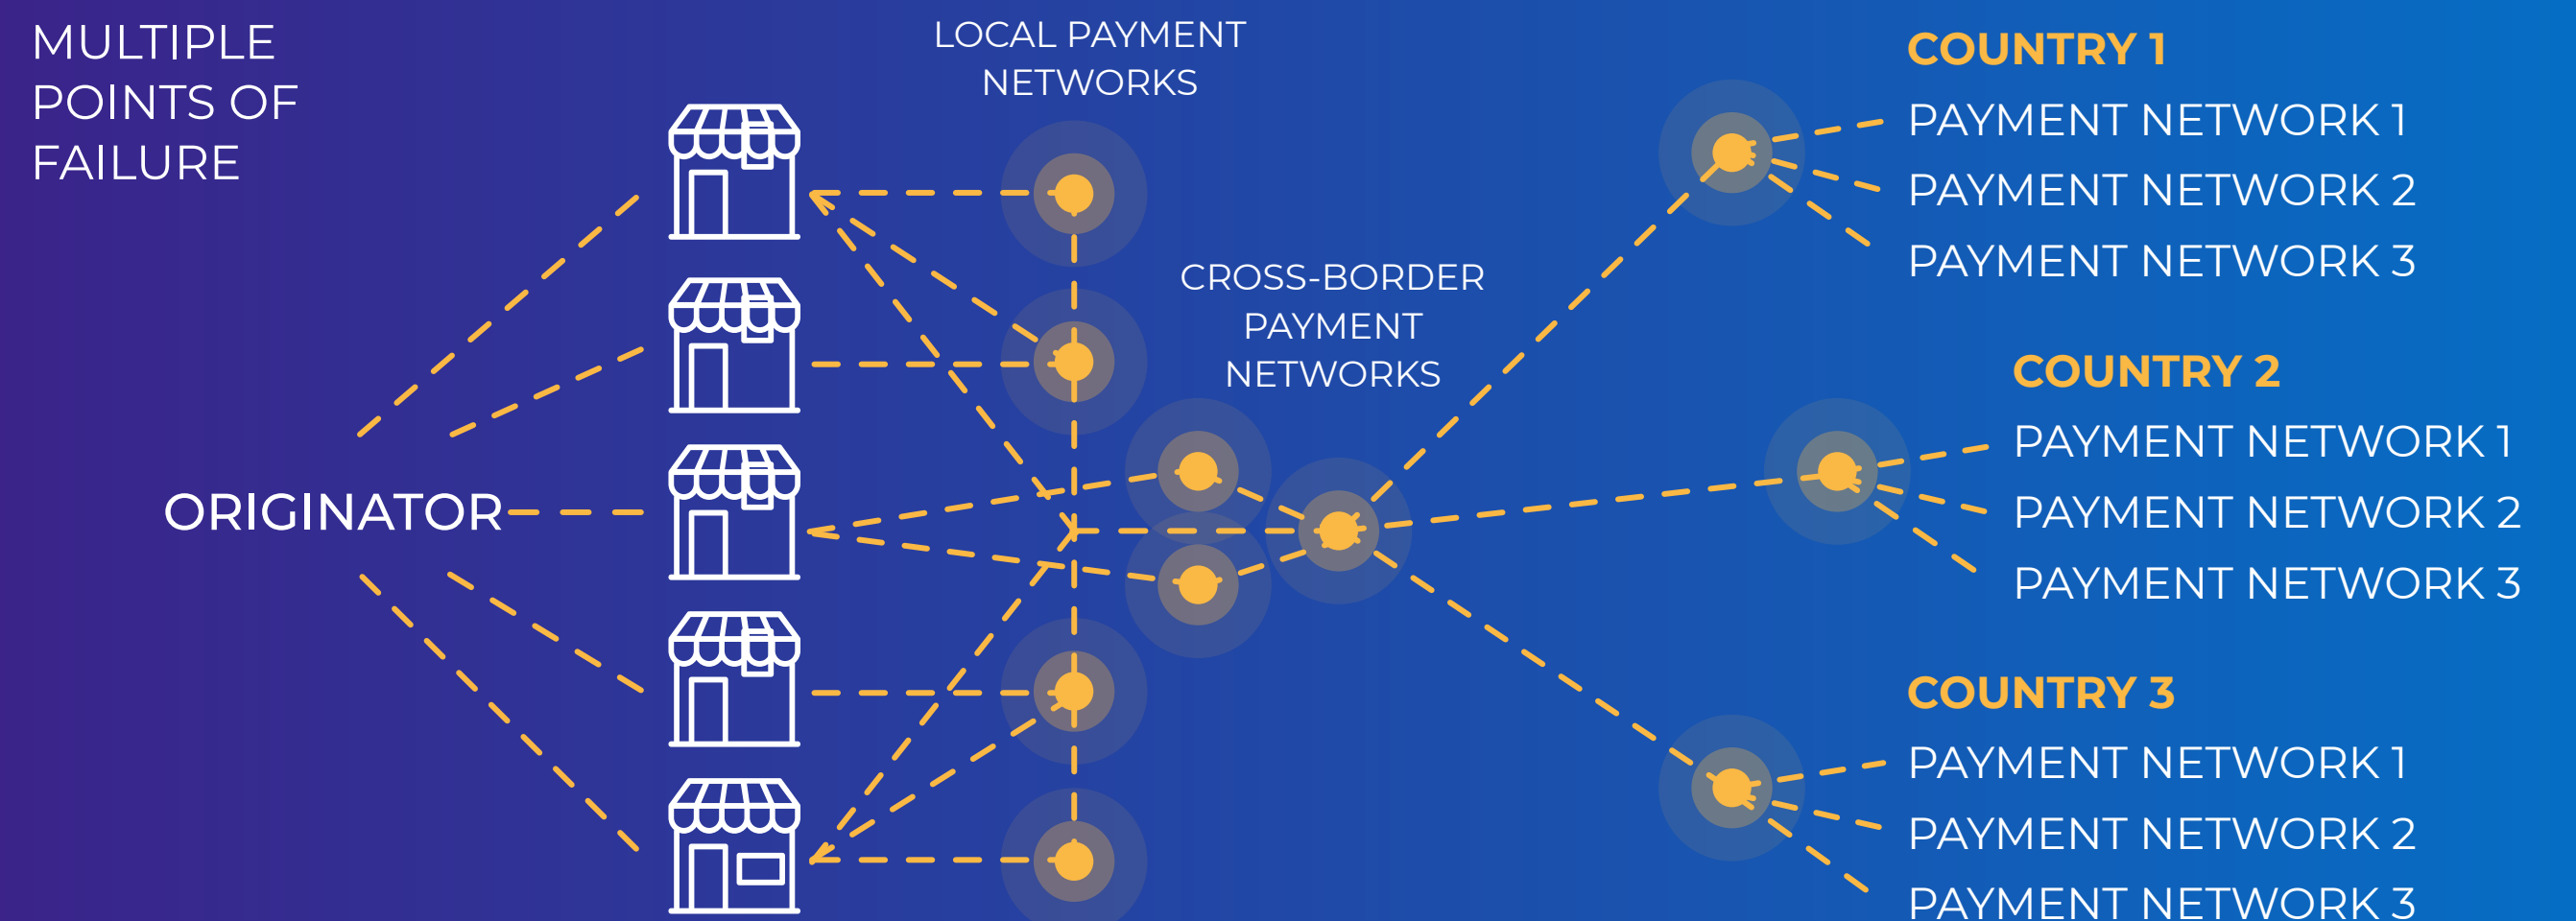 MULTIPLE
POINTS OF
FAILURE
LOCAL PAYMENT
NETWORKS
ORIGINATOR
CROSS-BORDER
PAYMENT
NETWORKS
COUNTRY 1
PAYMENT NETWORK 1
PAYMENT NETWORK 2
PAYMENT NETWORK 3
COUNTRY 2
PAYMENT NETWORK 1
PAYMENT NETWORK 2
PAYMENT NETWORK 3
COUNTRY 3
PAYMENT NETWORK 1
PAYMENT NETWORK 2
PAYMENT NETWORK 3